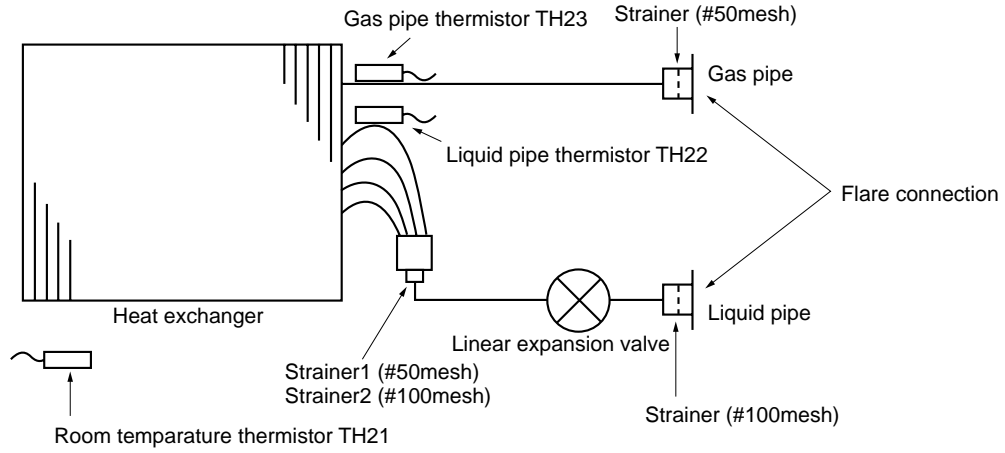 Gas pipe thermistor TH23
Strainer (#50mesh)
Gas pipe
Liquid pipe thermistor TH22
Flare connection
Heat exchanger
Liquid pipe
Linear expansion valve
Strainer1 (#50mesh)
Strainer2 (#100mesh)
Strainer (#100mesh)
Room temparature thermistor TH21